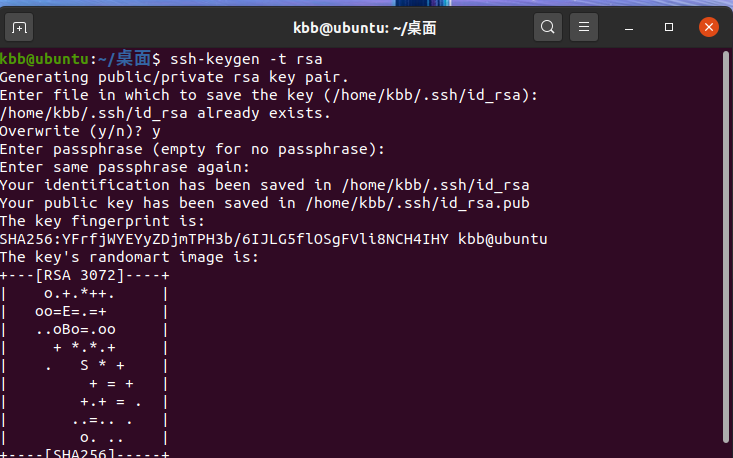 kbb@ubuntu: ~/桌面
kbb@ubuntu:~/桌面$ ssh-keygen -t rsa
Generating public/private rsa key pair.
Enter file in which to save the key (/home/kbb/.ssh/id_rsa):
/home/kbb/.ssh/id_rsa already exists.
Overwrite (y/n)? y
Enter passphrase (empty for no passphrase):
Enter same passphrase again:
Your identification has been saved in /home/kbb/.ssh/id_rsa
Your public key has been saved in /home/kbb/.ssh/id_rsa.pub
The key fingerprint is:
SHA256:YFrfjWYEYyZDjmTPH3b/6IJLG5flOSgFVli8NCH4IHY kbb@ubuntu
The key's randomart image is:
+---[RSA 3072]----+
|    o.+.*++.     |
|   oo=E=.=+      |
|   ..oBo=.oo     |
|     + *.*.+     |
|    .   S * +    |
|         + = +   |
|        +.+ = .  |
|       ..=.. .   |
|        o. ..    |
+----[SHA256]-----+